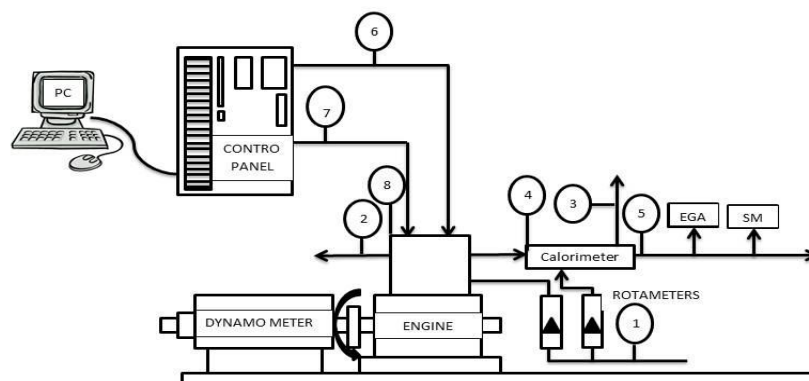 6
PC
7
CONTRO
PANEL
8
2
4
3
5
EGA
SM
Calorimeter
ROTAMETERS
1
DYNAMO METER
ENGINE